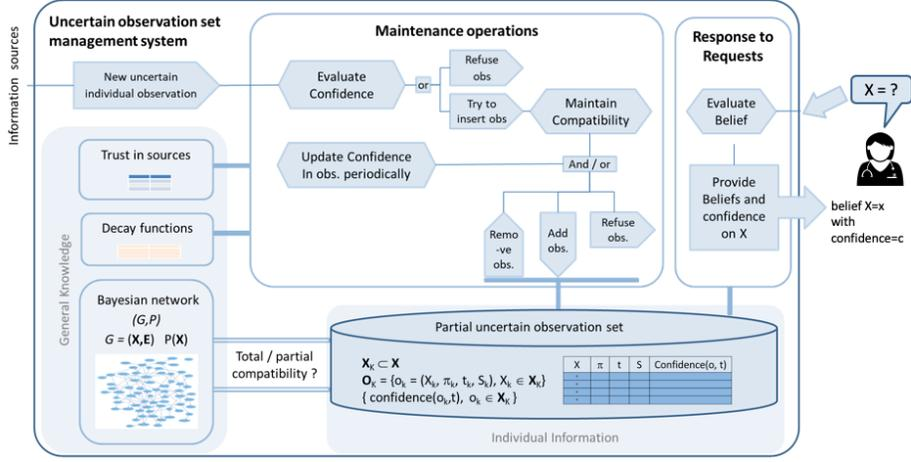 Uncertain observation set
management system
Information sources
New uncertain
individual observation
Maintenance operations
Evaluate
Confidence
or
Refuse
obs
Try to
insert obs
Maintain
Compatibility
Update Confidence
In obs. periodically
And / or
Remo
-ve
obs.
Add
obs.
Refuse
obs.
Response to
Requests
Evaluate
Belief
Provide
Beliefs and
confidence
on X
X = ?
belief X=x
with
confidence=c
General Knowledge
Trust in sources
Decay functions
Bayesian network
(G,P)
G = (X,E) P(X)
Total / partial
compatibility ?
Partial uncertain observation set
X_K ⊂ X
O_K = {o_k = (X_k, π_k, t_k, S_k), X_k ∈ X_K}
{ confidence(o_k,t), o_k ∈ X_K }
X π t S Confidence(o, t)
Individual Information